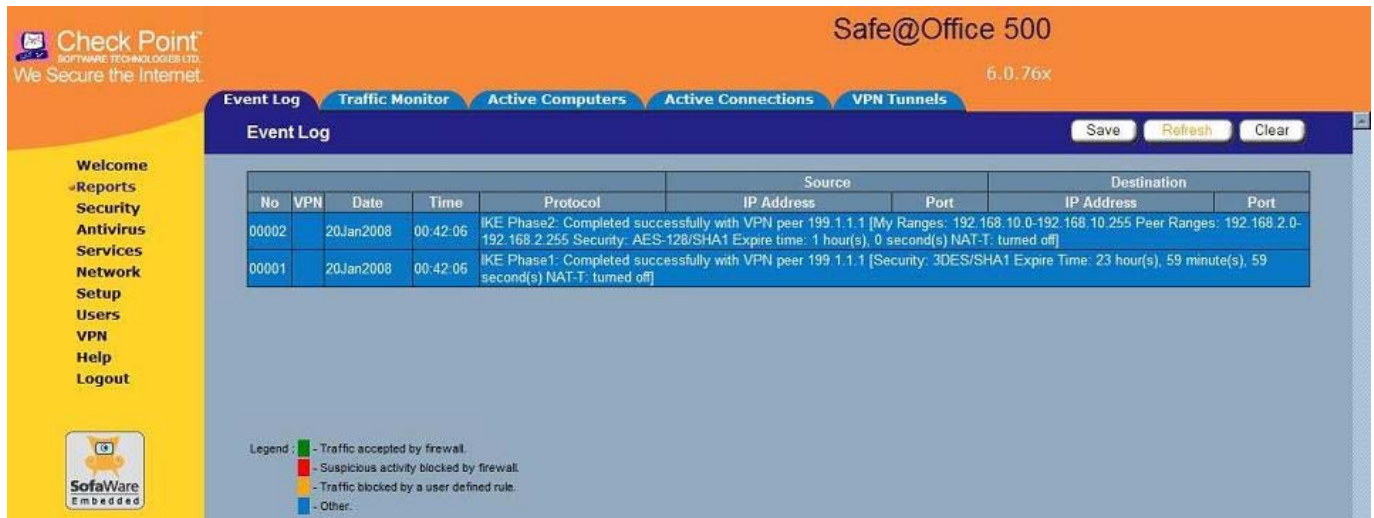 Safe@Office 500
Check Point™
SOFTWARE TECHNOLOGIES LTD.
We Secure the Internet.
6.0.76x
Event Log Traffic Monitor Active Computers Active Connections VPN Tunnels
Event Log Save Refresh Clear
Welcome
Reports
Security
Antivirus
Services
Network
Setup
Users
VPN
Help
Logout
SofaWare
Embedded
Source Destination
No VPN Date Time Protocol IP Address Port IP Address Port
00002 20Jan2008 00:42:06 IKE Phase2: Completed successfully with VPN peer 199.1.1.1 [My Ranges: 192.168.10.0-192.168.10.255 Peer Ranges: 192.168.2.0-
192.168.2.255 Security: AES-128/SHA1 Expire time: 1 hour(s), 0 second(s) NAT-T: turned off]
00001 20Jan2008 00:42:06 IKE Phase1: Completed successfully with VPN peer 199.1.1.1 [Security: 3DES/SHA1 Expire Time: 23 hour(s), 59 minute(s), 59
second(s) NAT-T: turned off]
Legend : - Traffic accepted by firewall.
- Suspicious activity blocked by firewall.
- Traffic blocked by a user defined rule.
- Other.